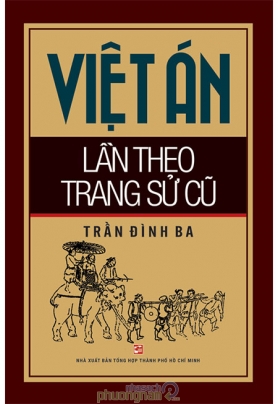 VIỆT ÁN
LẦN THEO
TRANG SỬ CŨ
TRẦN ĐÌNH BA
NHÀ XUẤT BẢN TỔNG HỢP THÀNH PHỐ HỒ CHÍ MINH